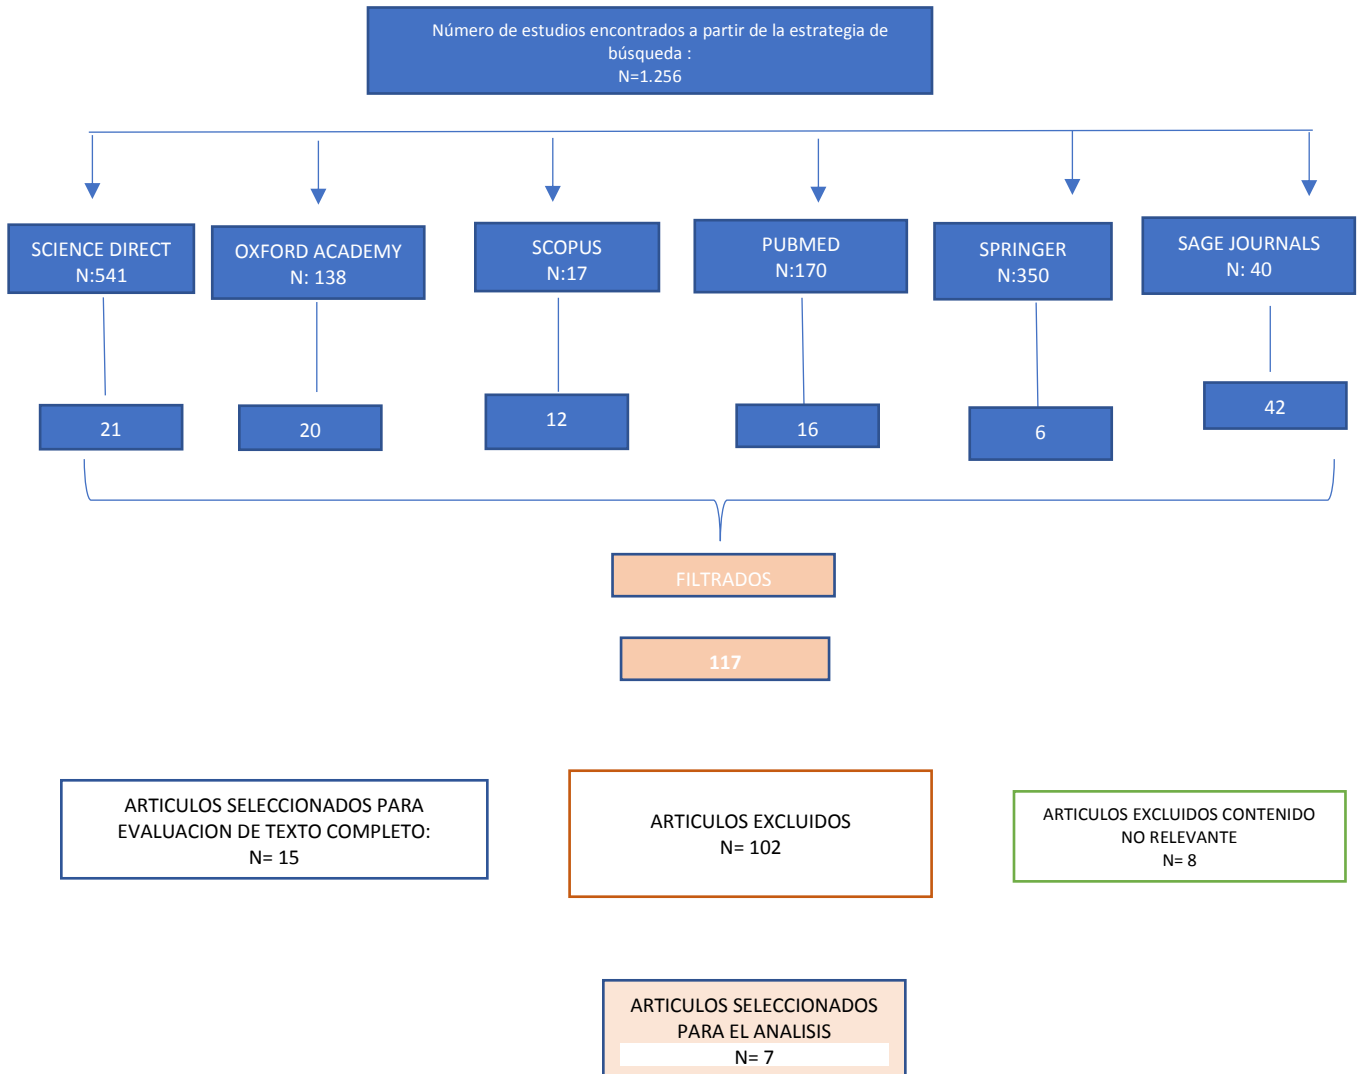 Número de estudios encontrados a partir de la estrategia de
búsqueda :
N=1.256
SCIENCE DIRECT
N:541
OXFORD ACADEMY
N: 138
SCOPUS
N:17
PUBMED
N:170
SPRINGER
N:350
SAGE JOURNALS
N: 40
21
20
12
16
6
42
FILTRADOS
117
ARTICULOS SELECCIONADOS PARA
EVALUACION DE TEXTO COMPLETO:
N= 15
ARTICULOS EXCLUIDOS
N= 102
ARTICULOS EXCLUIDOS CONTENIDO
NO RELEVANTE
N= 8
ARTICULOS SELECCIONADOS
PARA EL ANALISIS
N= 7